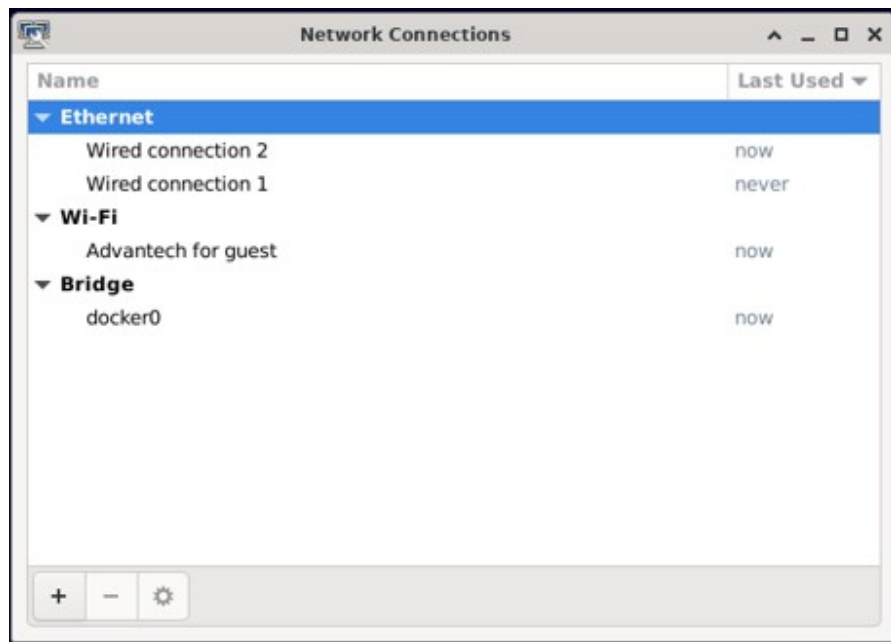 Network Connections
Name Last Used
Ethernet
Wired connection 2 now
Wired connection 1 never
Wi-Fi
Advantech for guest now
Bridge
docker0 now